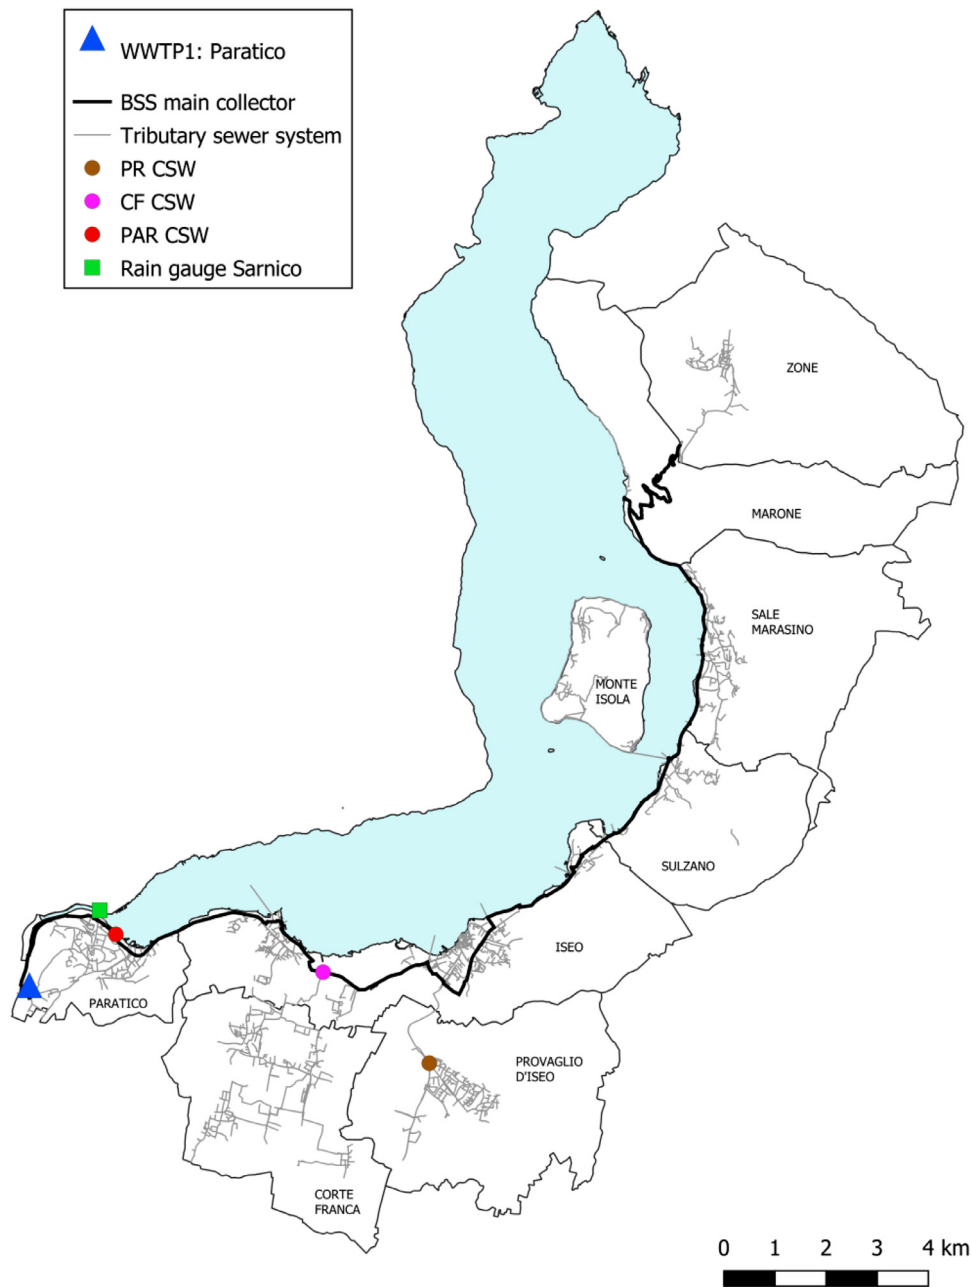 WWTP1: Paratico
BSS main collector
Tributary sewer system
PR CSW
CF CSW
PAR CSW
Rain gauge Sarnico
ZONE
MARONE
SALE
MARASINO
MONTE
ISOLA
SULZANO
ISEO
PARATICO
PROVAGLIO
D'ISEO
CORTE
FRANCA
0 1 2 3 4 km